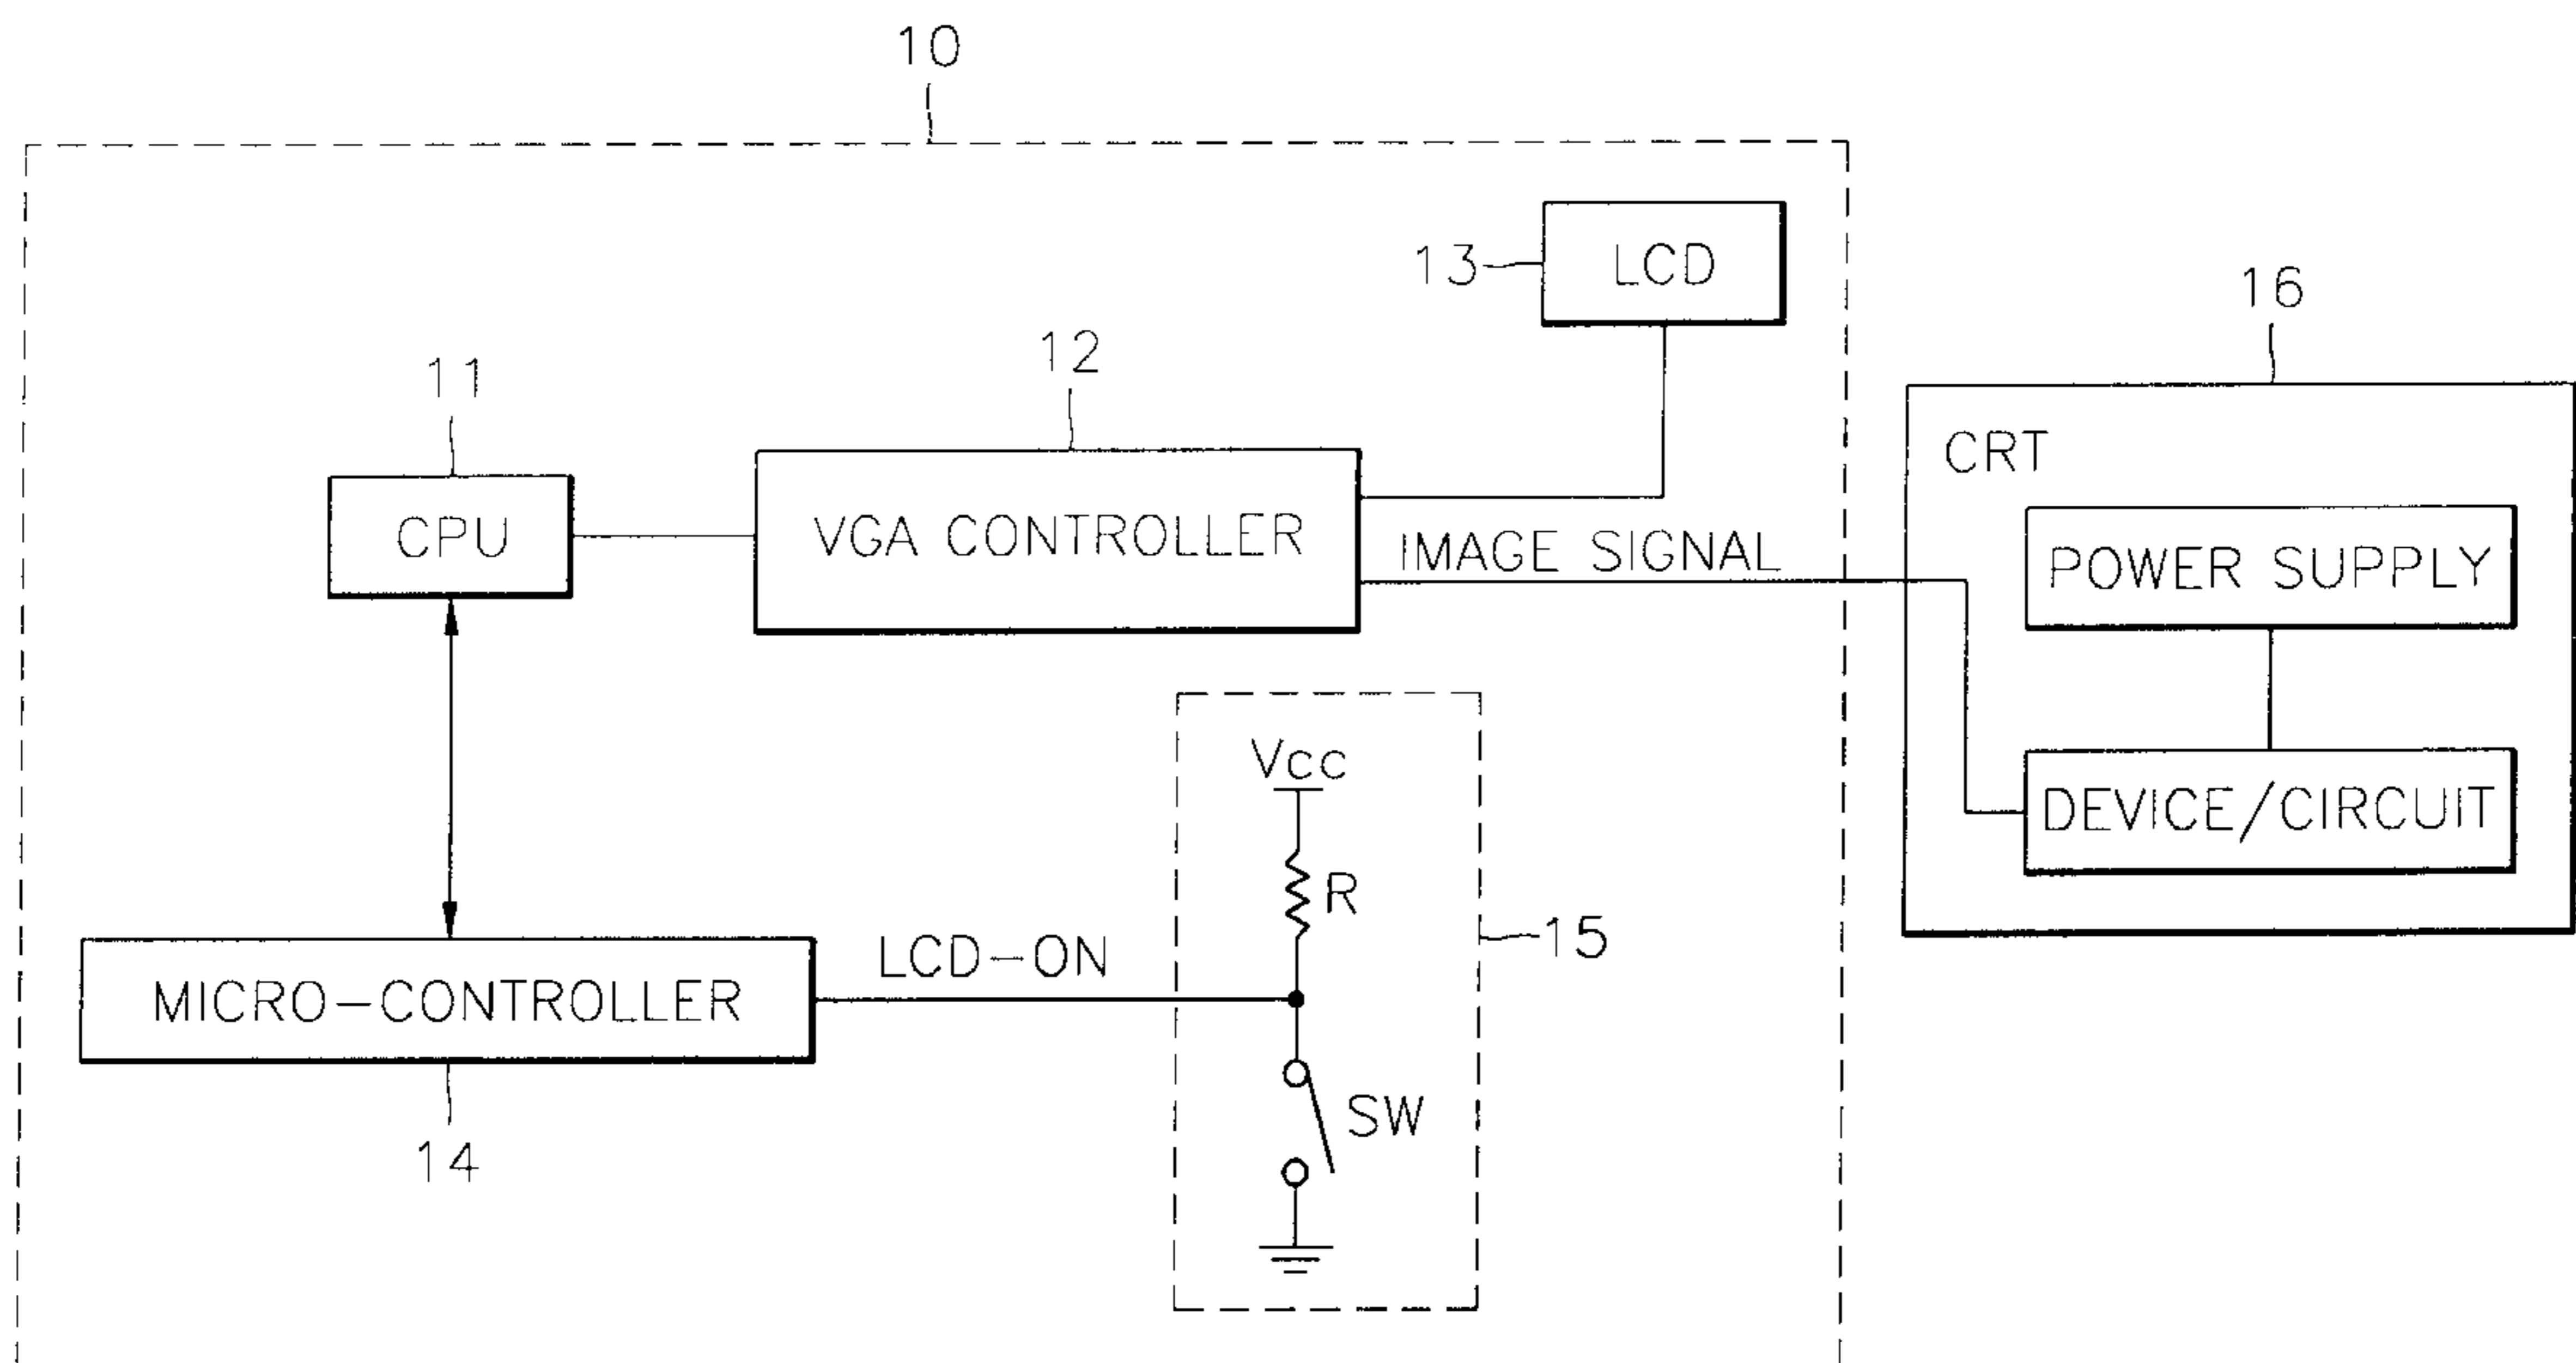 10
13
LCD
16
12
11
CRT
CPU
VGA CONTROLLER
IMAGE SIGNAL
POWER SUPPLY
Vcc
DEVICE/CIRCUIT
R
15
LCD-ON
MICRO-CONTROLLER
SW
14